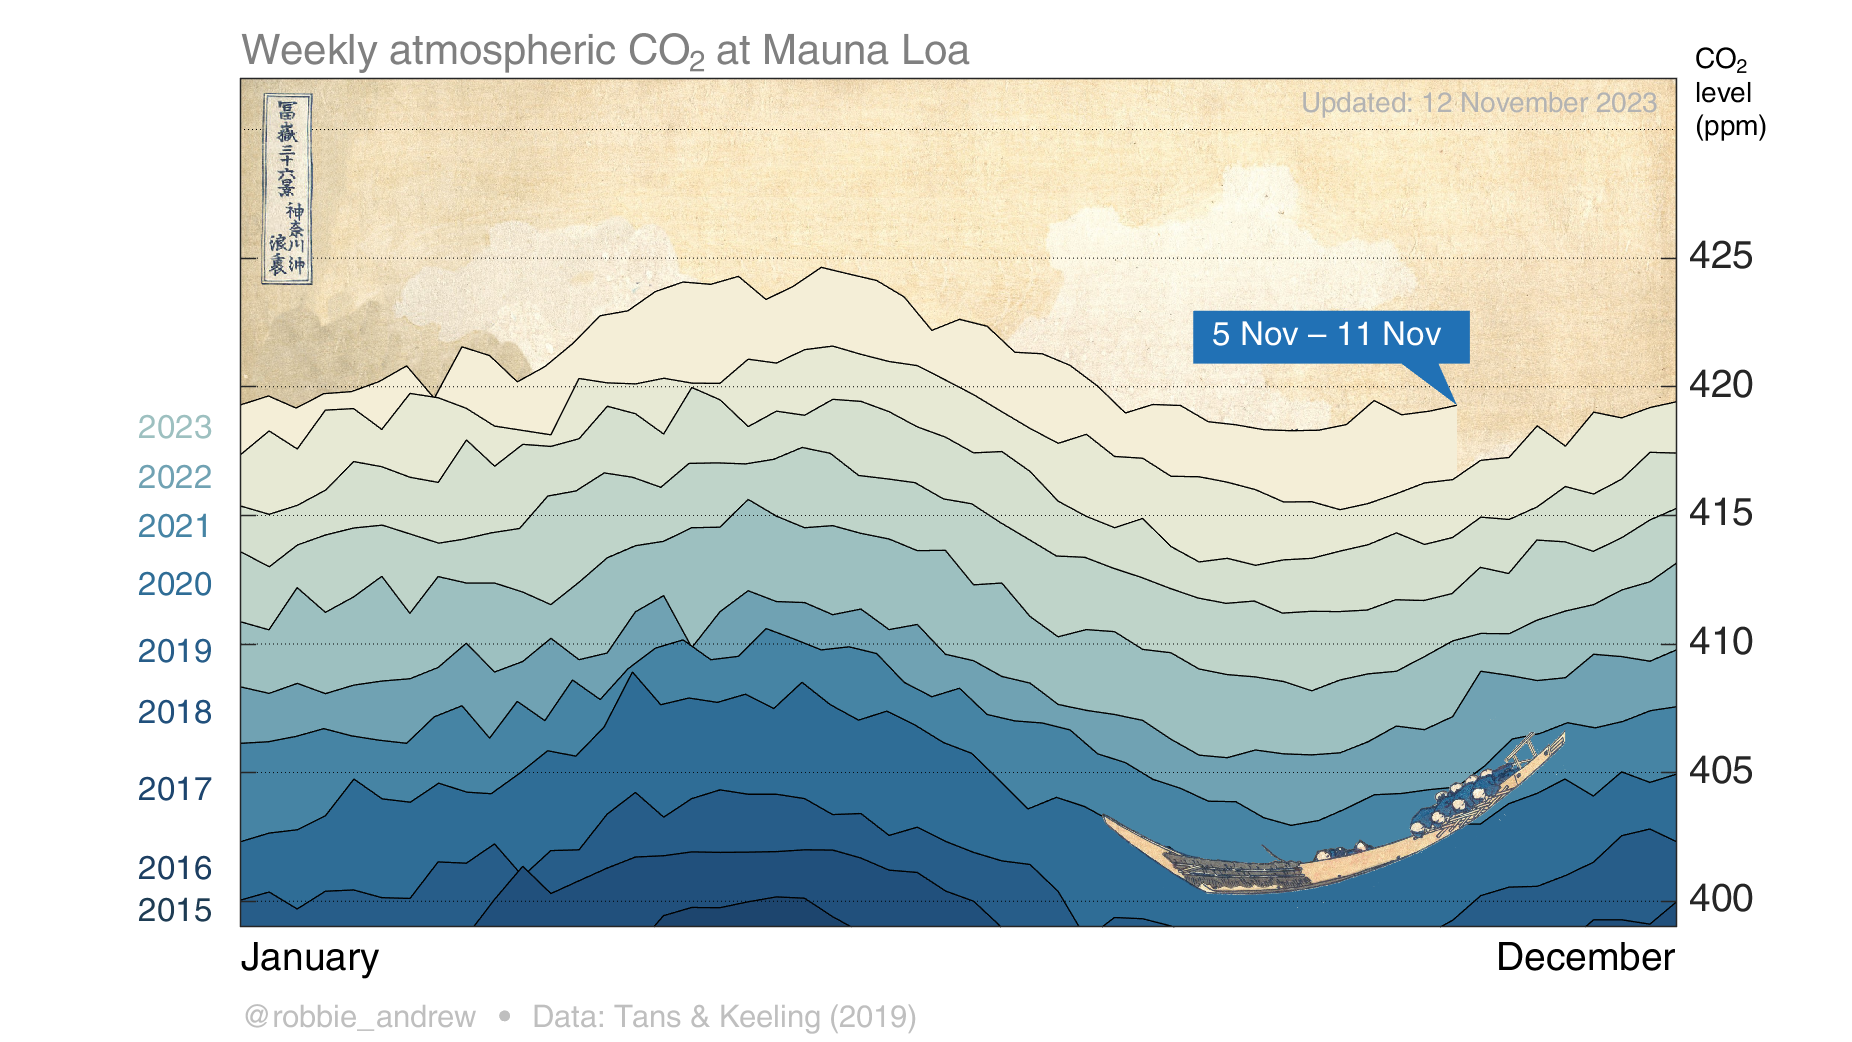 Weekly atmospheric CO₂ at Mauna Loa
CO₂
level
(ppm)
Updated: 12 November 2023
冨嶽三十六景
神奈川沖
浪裏
425
5 Nov – 11 Nov
420
2023
2022
415
2021
2020
410
2019
2018
405
2017
2016
400
2015
January
December
@robbie_andrew • Data: Tans & Keeling (2019)